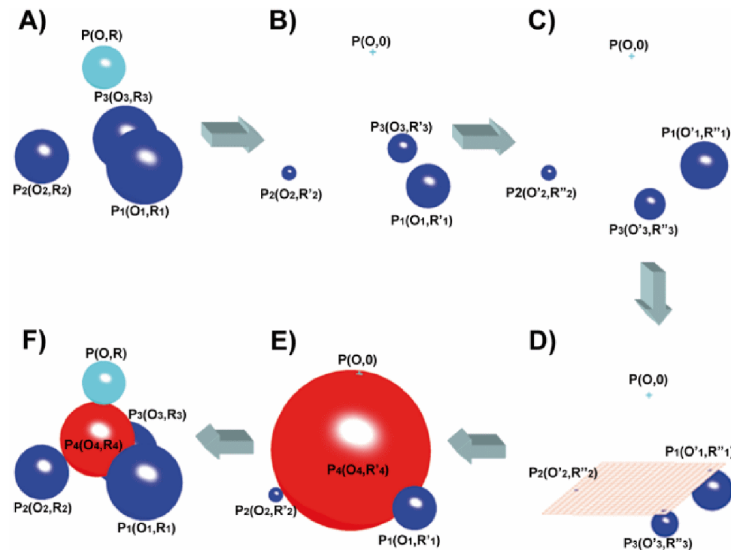 A)
P(O,R)
P3(O3,R3)
P2(O2,R2)
P1(O1,R1)
B)
P(O,0)
P3(O3,R'3)
P2(O2,R'2)
P1(O1,R'1)
C)
P(O,0)
P1(O'1,R"1)
P2(O'2,R"2)
P3(O'3,R"3)
F)
P(O,R)
P3(O3,R3)
P4(O4,R4)
P2(O2,R2)
P1(O1,R1)
E)
P(O,0)
P4(O4,R'4)
P2(O2,R'2)
P1(O1,R'1)
D)
P(O,0)
P1(O'1,R"1)
P2(O'2,R"2)
P3(O'3,R"3)